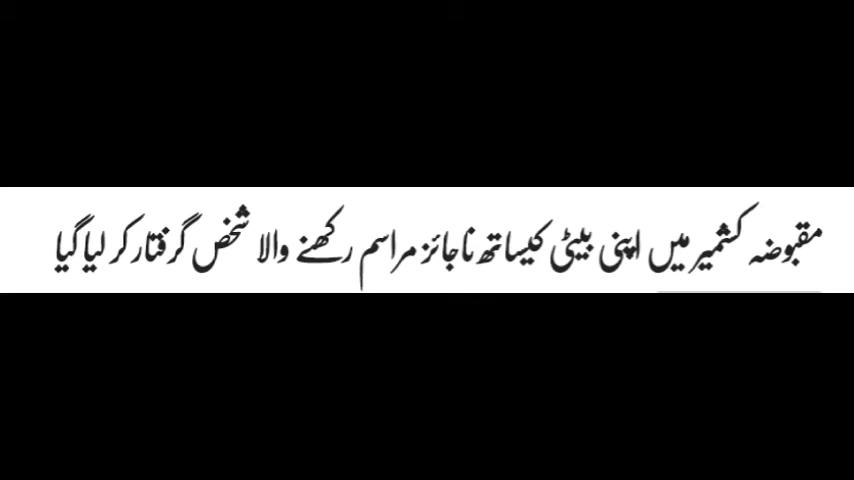 مقبوضہ کشمیر میں اپنی بیٹی کیساتھ ناجائز مراسم رکھنے والا شخص گرفتار کر لیا گیا